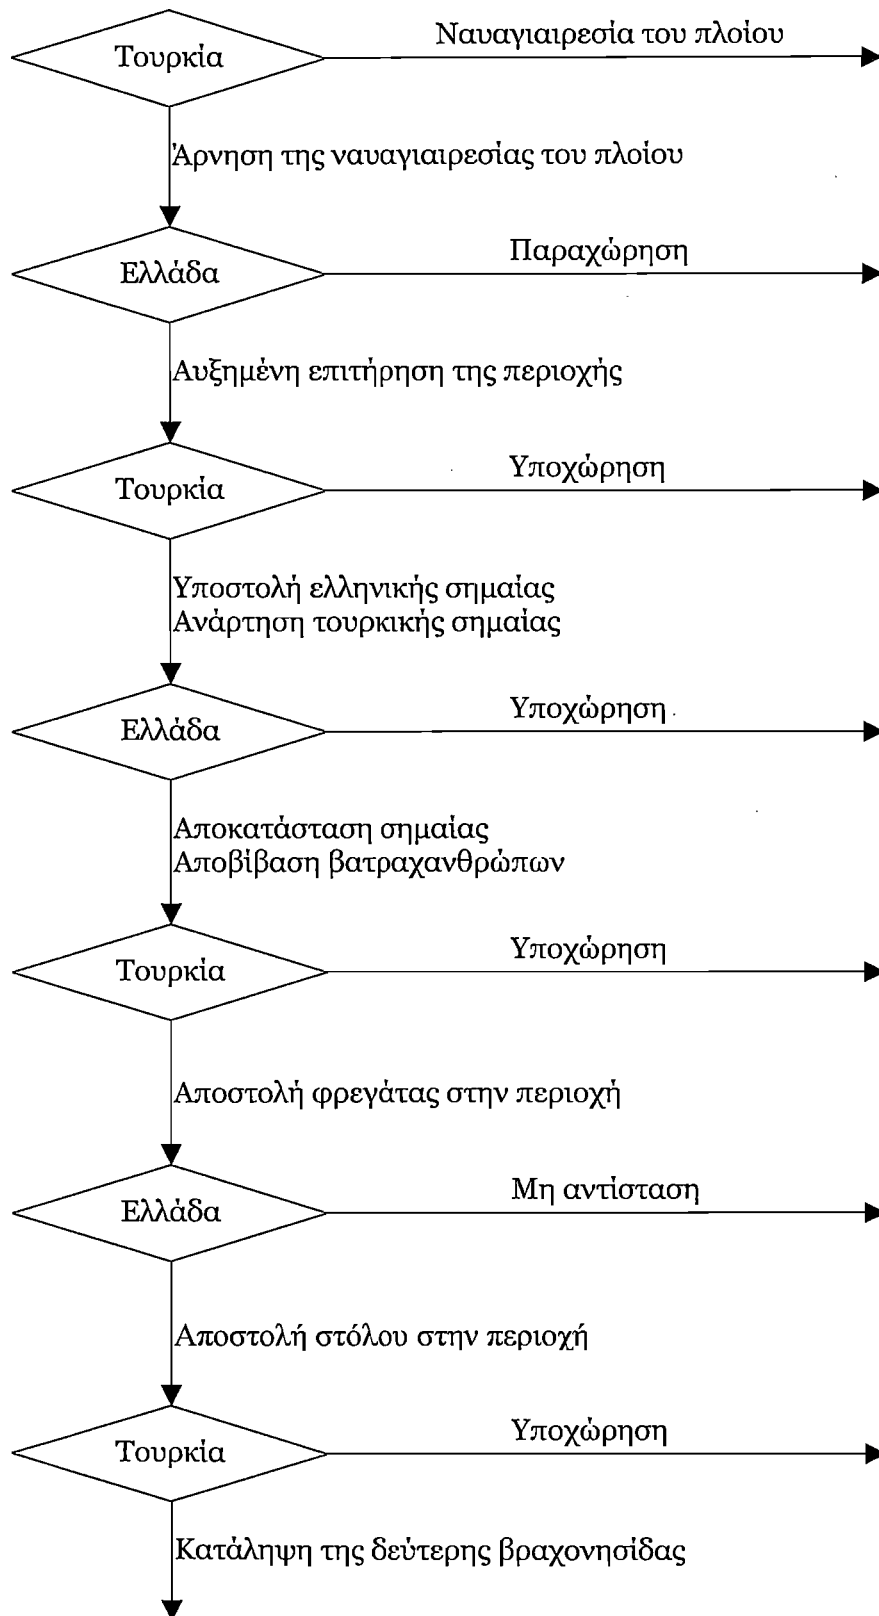 Τουρκία
Ναυαγιαιρεσία του πλοίου
Άρνηση της ναυαγιαιρεσίας του πλοίου
Ελλάδα
Παραχώρηση
Αυξημένη επιτήρηση της περιοχής
Τουρκία
Υποχώρηση
Υποστολή ελληνικής σημαίας
Ανάρτηση τουρκικής σημαίας
Ελλάδα
Υποχώρηση
Αποκατάσταση σημαίας
Αποβίβαση βατραχανθρώπων
Τουρκία
Υποχώρηση
Αποστολή φρεγάτας στην περιοχή
Ελλάδα
Μη αντίσταση
Αποστολή στόλου στην περιοχή
Τουρκία
Υποχώρηση
Κατάληψη της δεύτερης βραχονησίδας